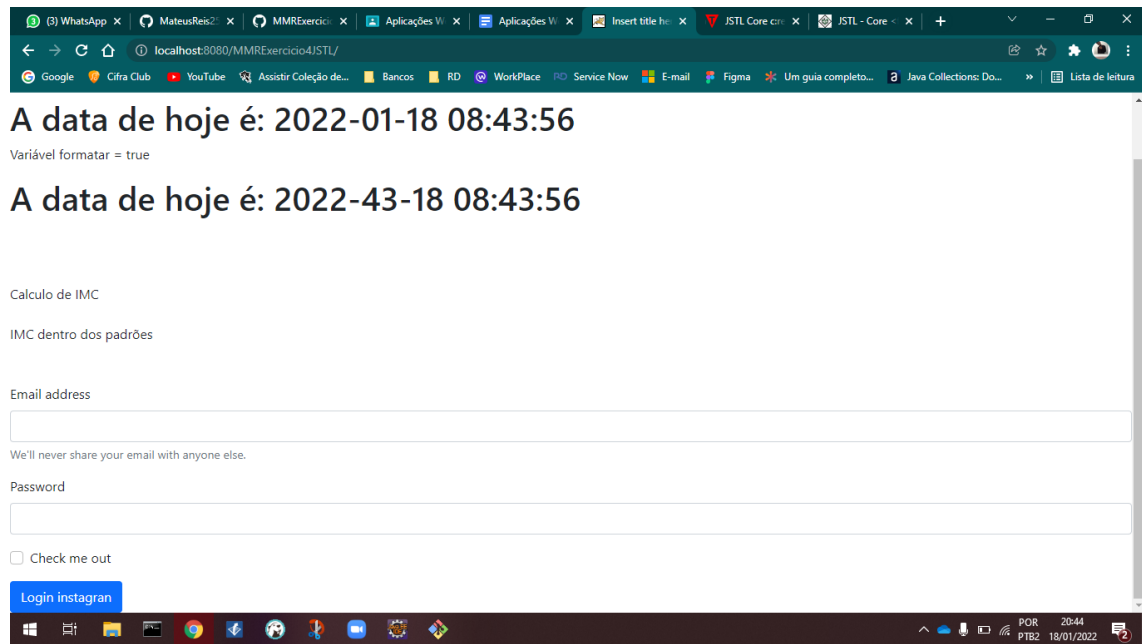 (3) WhatsApp
MateusReis2
MMRExercici
Aplicações W
Aplicações W
Insert title he
JSTL Core c:re
JSTL - Core <
localhost:8080/MMRExercicio4JSTL/
Google
Cifra Club
YouTube
Assistir Coleção de...
Bancos
RD
WorkPlace
RD Service Now
E-mail
Figma
Um guia completo...
Java Collections: Do...
»
Lista de leitura
A data de hoje é: 2022-01-18 08:43:56
Variável formatar = true
A data de hoje é: 2022-43-18 08:43:56
Calculo de IMC
IMC dentro dos padrões
Email address
We'll never share your email with anyone else.
Password
Check me out
Login instagran
POR
PTB2
20:44
18/01/2022
2